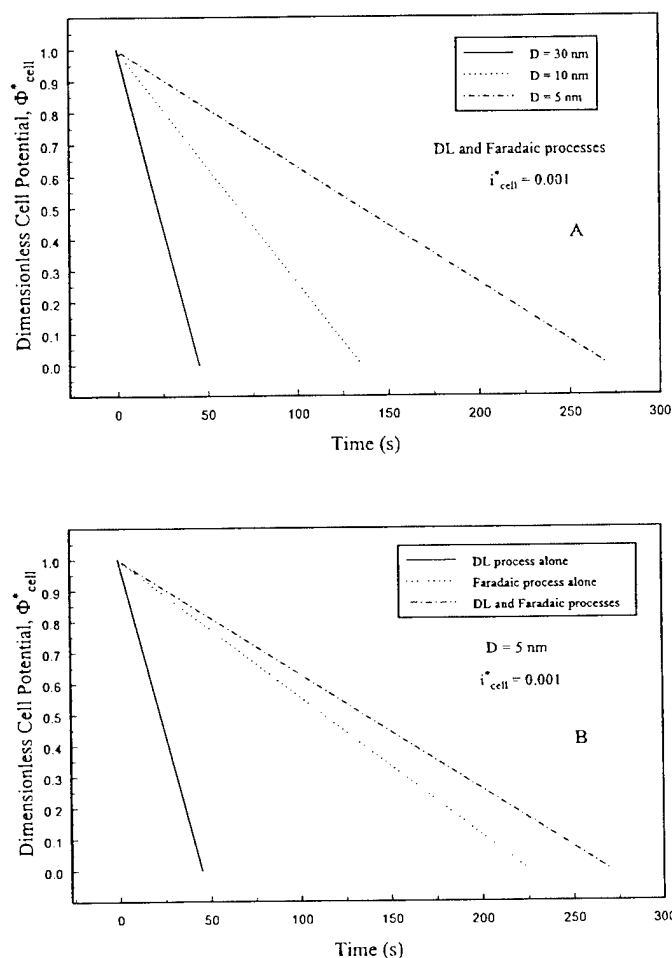 D = 30 nm
D = 10 nm
D = 5 nm
DL and Faradaic processes
i*cell = 0.001
A
Dimensionless Cell Potential, Φ*cell
1.0
0.9
0.8
0.7
0.6
0.5
0.4
0.3
0.2
0.1
0.0
0
50
100
150
200
250
300
Time (s)
DL process alone
Faradaic process alone
DL and Faradaic processes
D = 5 nm
i*cell = 0.001
B
Dimensionless Cell Potential, Φ*cell
1.0
0.9
0.8
0.7
0.6
0.5
0.4
0.3
0.2
0.1
0.0
0
50
100
150
200
250
300
Time (s)